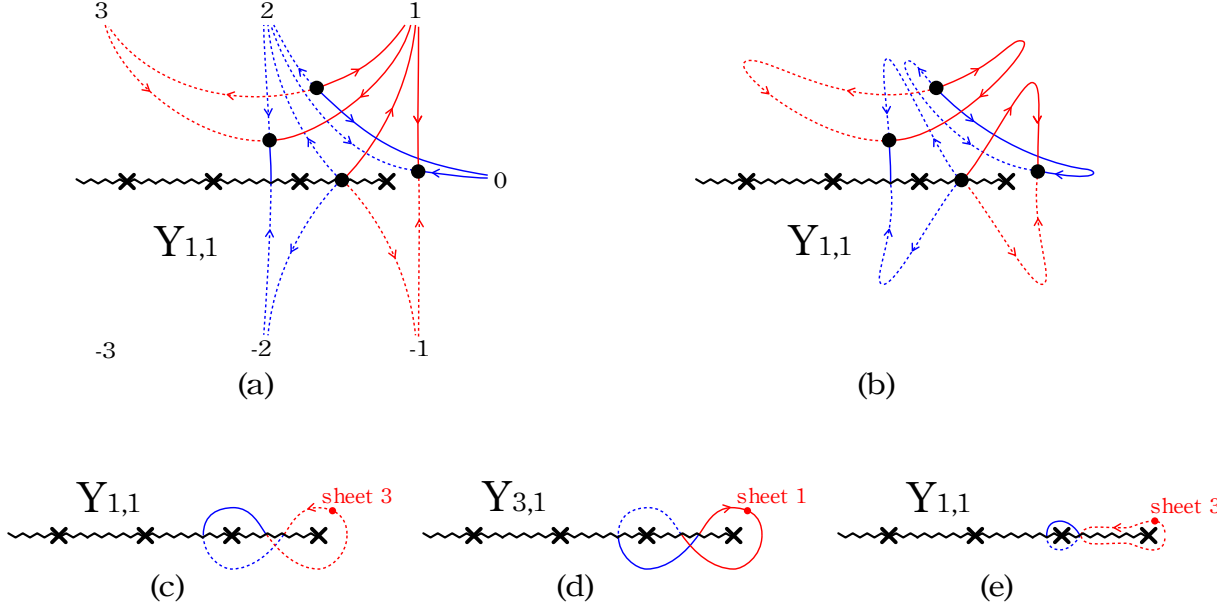 3 2 1
0
Y1,1 Y1,1
-3 -2 -1
(a) (b)
Y1,1 sheet 3 Y3,1 sheet 1 Y1,1 sheet 3
(c) (d) (e)